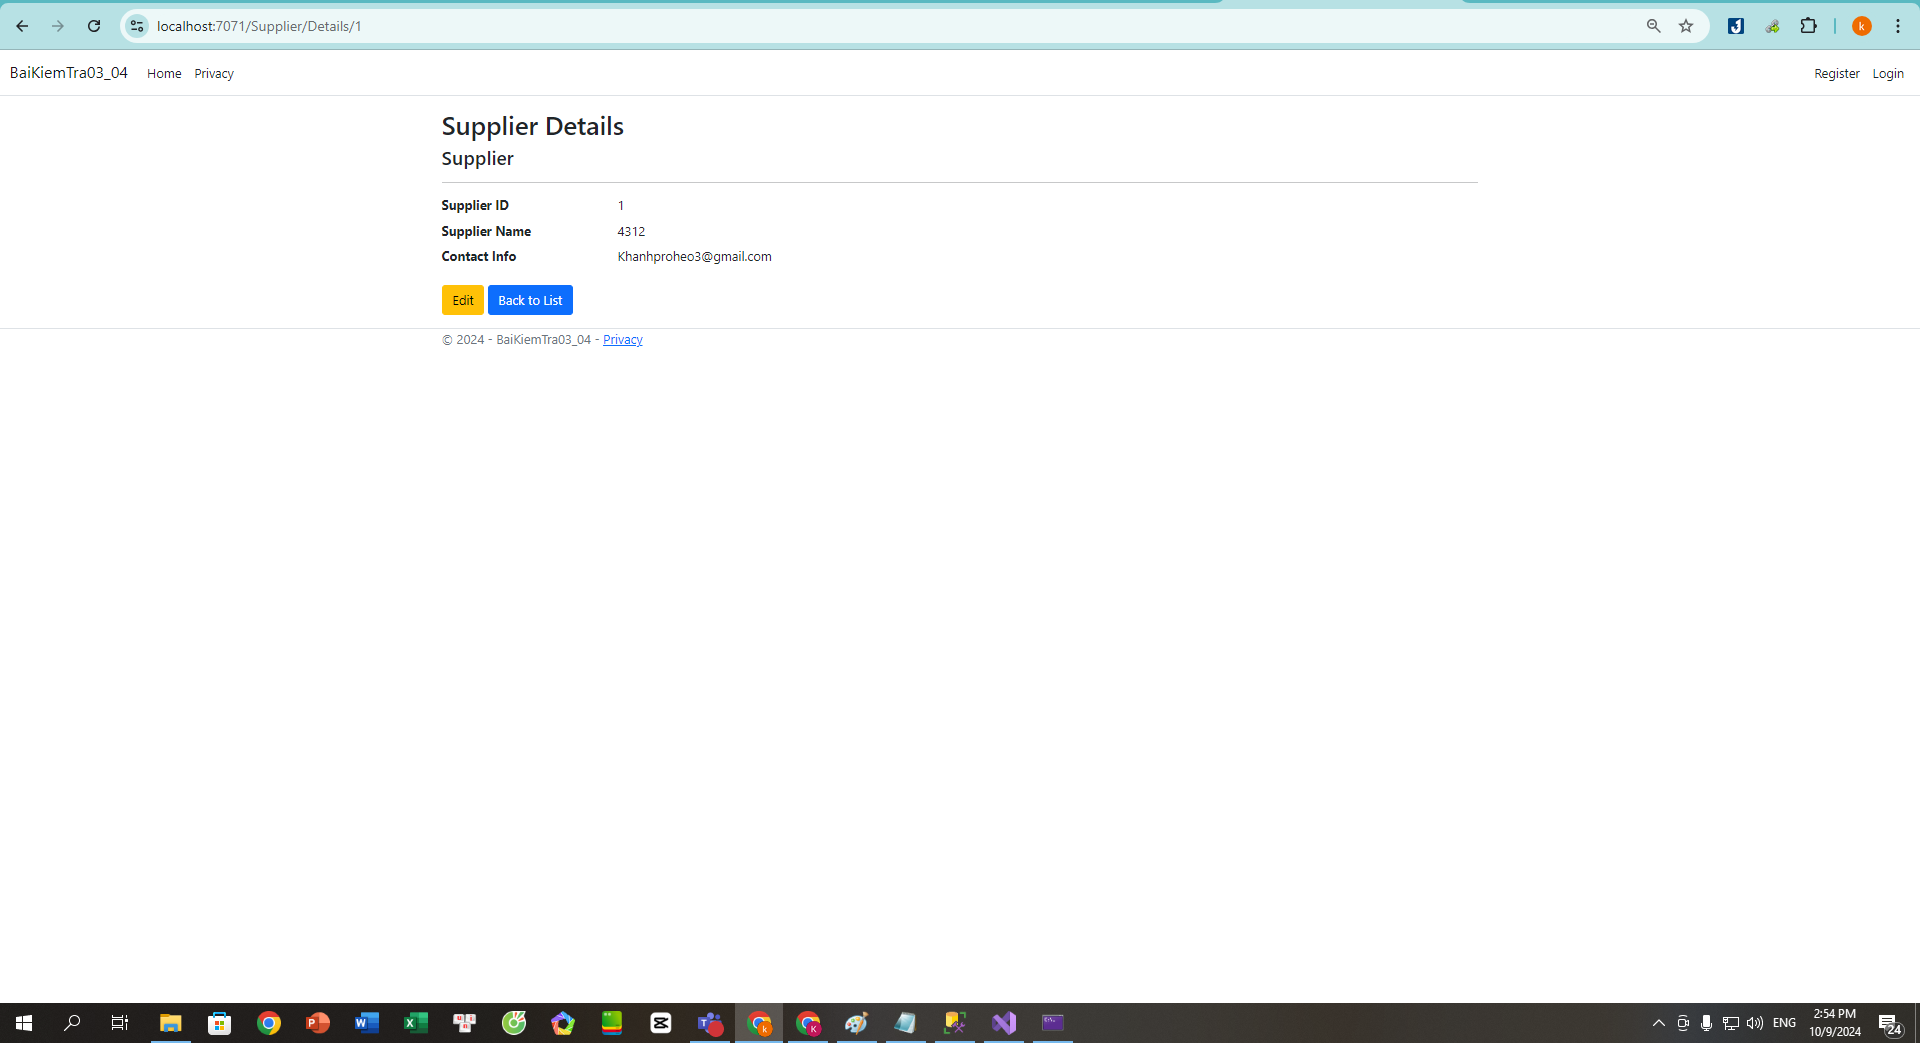 localhost:7071/Supplier/Details/1
k
BaiKiemTra03_04 Home Privacy Register Login
Supplier Details
Supplier
Supplier ID 1
Supplier Name 4312
Contact Info Khanhproheo3@gmail.com
Edit Back to List
© 2024 - BaiKiemTra03_04 - Privacy
ENG
2:54 PM
10/9/2024
24